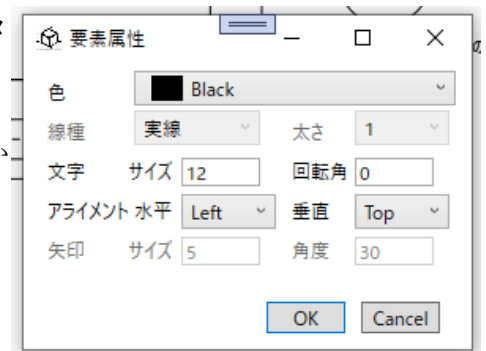 要素属性
色 Black
線種 実線 太さ 1
文字 サイズ 12 回転角 0
アライメント 水平 Left 垂直 Top
矢印 サイズ 5 角度 30
OK Cancel